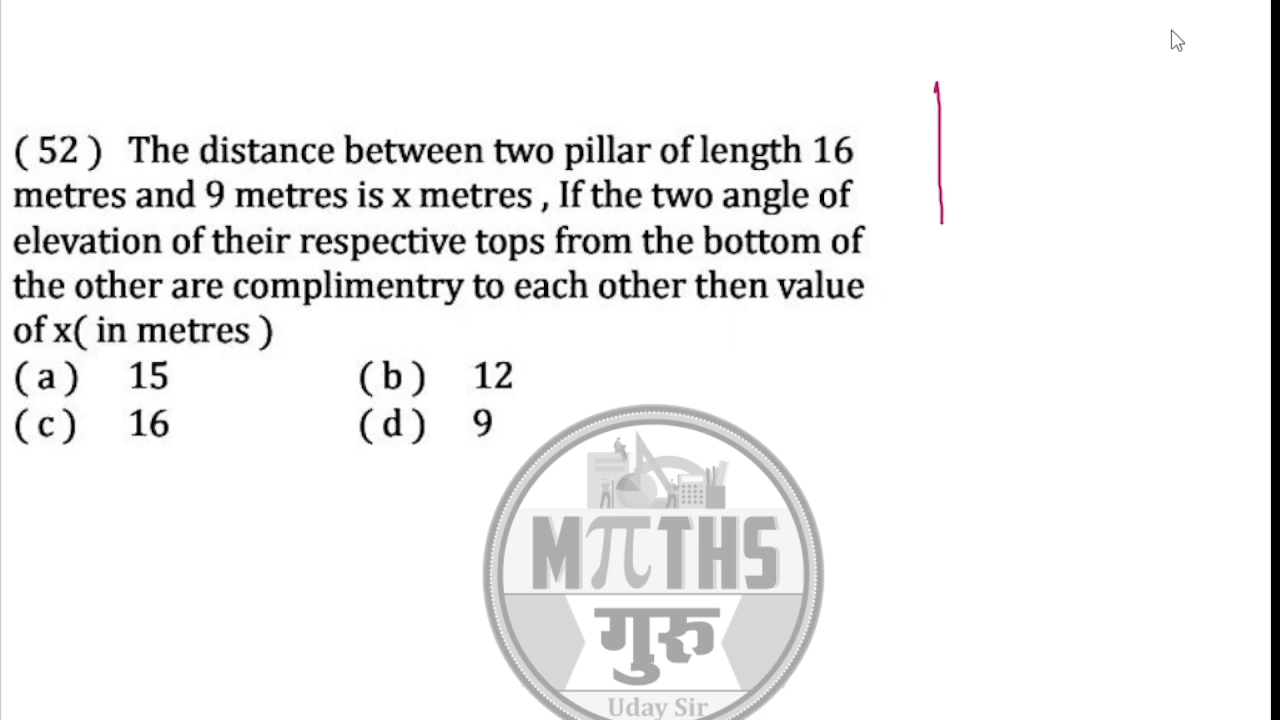 ( 52 ) The distance between two pillar of length 16
metres and 9 metres is x metres , If the two angle of
elevation of their respective tops from the bottom of
the other are complimentry to each other then value
of x( in metres )
( a ) 15 ( b ) 12
( c ) 16 ( d ) 9
MπTHS
गुरु
Uday Sir